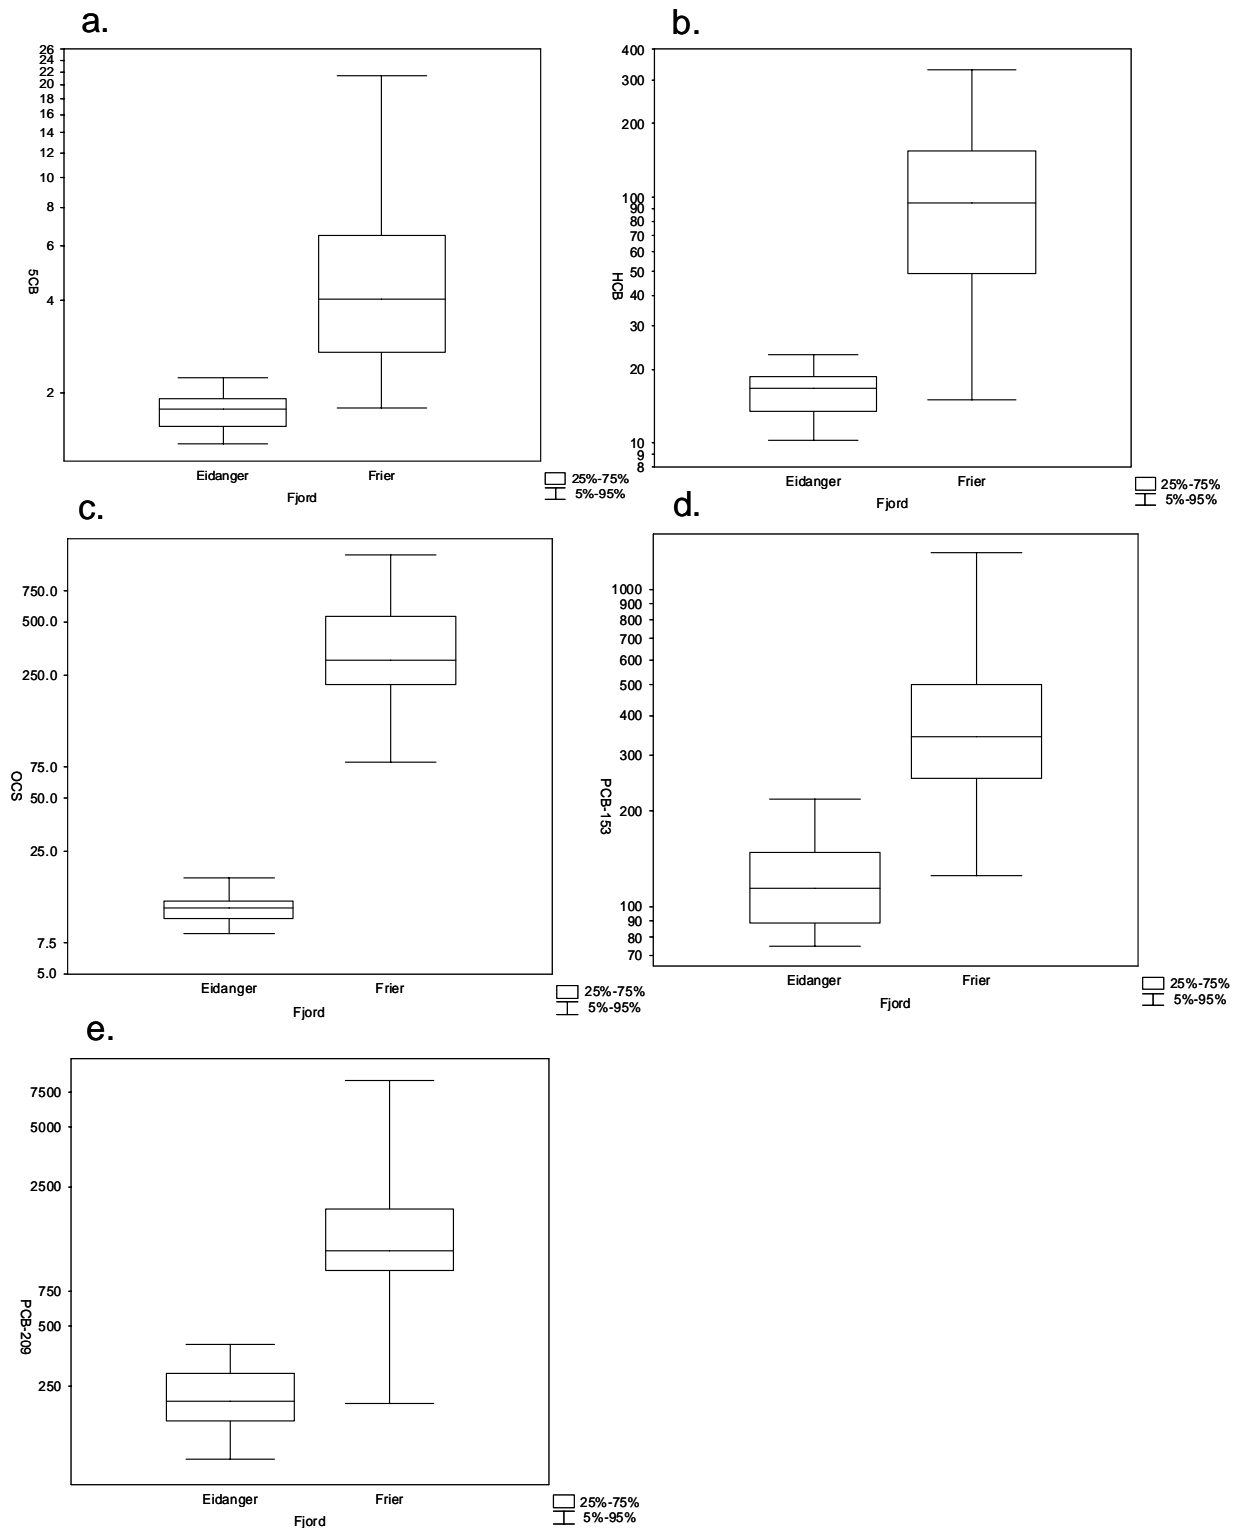 a.
26
24
22
20
18
16
14
12
10
8
6
4
2
5CB
Eidanger
Frier
Fjord
25%-75%
5%-95%
b.
400
300
200
100
90
80
70
60
50
40
30
20
10
9
8
HCB
Eidanger
Frier
Fjord
25%-75%
5%-95%
c.
750.0
500.0
250.0
75.0
50.0
25.0
7.5
5.0
OCS
Eidanger
Frier
Fjord
25%-75%
5%-95%
d.
1000
900
800
700
600
500
400
300
200
100
90
80
70
PCB-153
Eidanger
Frier
Fjord
25%-75%
5%-95%
e.
7500
5000
2500
750
500
250
PCB-209
Eidanger
Frier
Fjord
25%-75%
5%-95%